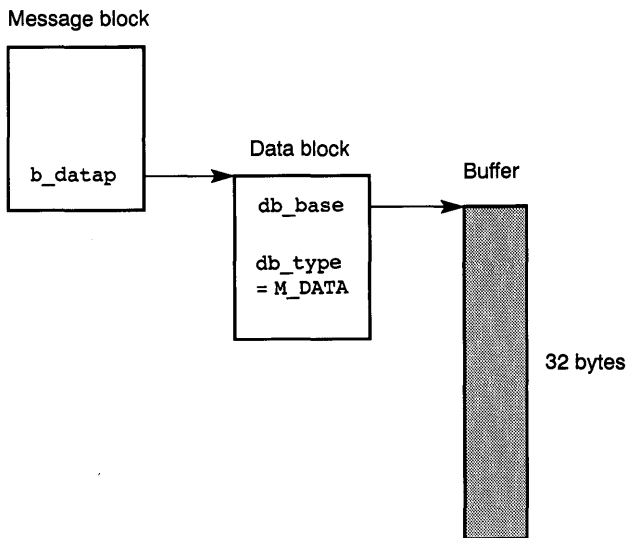 Message block
b_datap
Data block
db_base
db_type
= M_DATA
Buffer
32 bytes